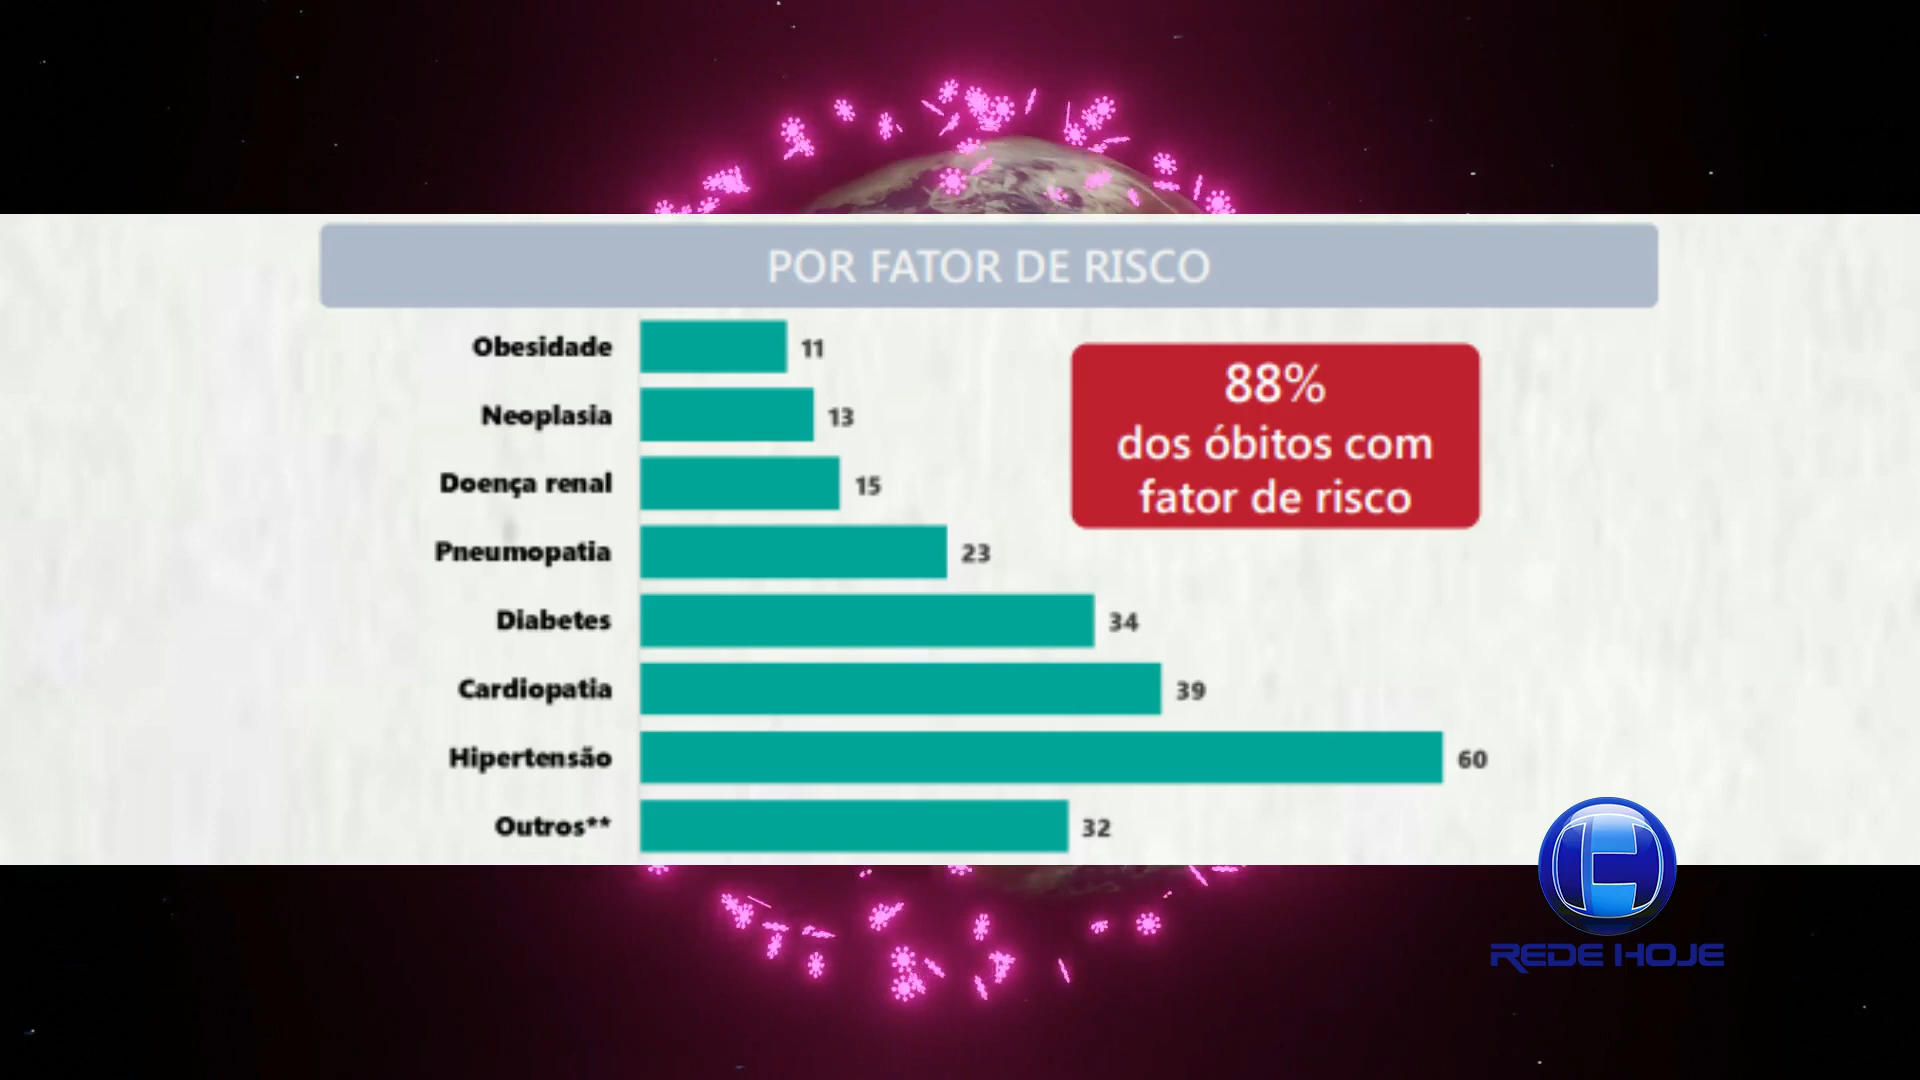 POR FATOR DE RISCO
Obesidade 11
Neoplasia 13
Doença renal 15
Pneumopatia 23
Diabetes 34
Cardiopatia 39
Hipertensão 60
Outros** 32
88%
dos óbitos com
fator de risco
REDE HOJE